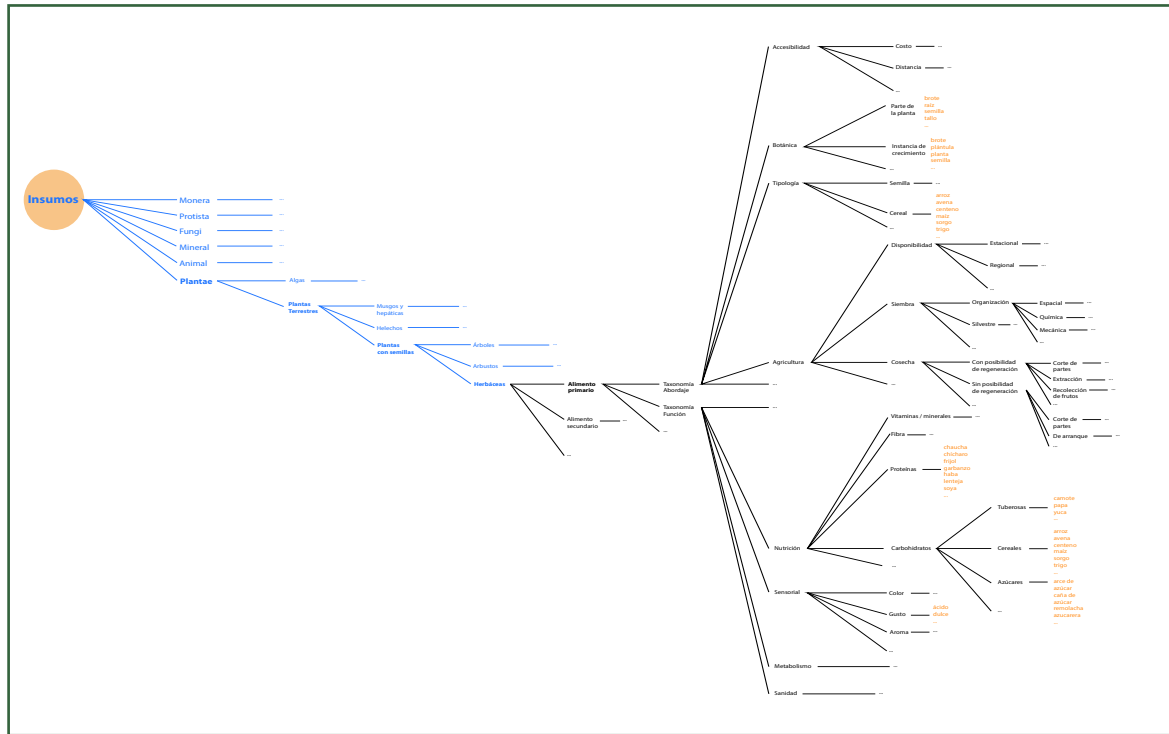 Insumos
Monera
...
Protista
...
Fungi
...
Mineral
...
Animal
...
Plantae
Algas
...
Plantas
Terrestres
Musgos y
hepáticas
...
Helechos
...
Plantas
con semillas
Árboles
...
Arbustos
...
Herbáceas
Alimento
primario
Alimento
secundario
...
...
Taxonomía
Abordaje
Taxonomía
Función
...
Accesibilidad
Costo
...
Distancia
...
...
Botánica
Parte de
la planta
brote
raíz
semilla
tallo
...
Instancia de
crecimiento
brote
plántula
planta
semilla
...
...
Tipología
Semilla
...
Cereal
arroz
avena
centeno
maíz
sorgo
trigo
...
...
Agricultura
Disponibilidad
Estacional
...
Regional
...
...
Siembra
Organización
Espacial
...
Química
...
Mecánica
...
...
Silvestre
...
...
Cosecha
Con posibilidad
de regeneración
Corte de
partes
...
Extracción
...
Recolección
de frutos
...
...
Sin posibilidad
de regeneración
Corte de
partes
...
De arranque
...
...
...
...
...
...
Nutrición
Vitaminas / minerales
...
Fibra
...
Proteínas
chaucha
chícharo
frijol
garbanzo
haba
lenteja
soya
...
Carbohidratos
Tuberosas
camote
papa
yuca
...
Cereales
arroz
avena
centeno
maíz
sorgo
trigo
...
Azúcares
arce de
azúcar
caña de
azúcar
remolacha
azucarera
...
...
...
Sensorial
Color
...
Gusto
ácido
dulce
...
Aroma
...
...
Metabolismo
...
Sanidad
...